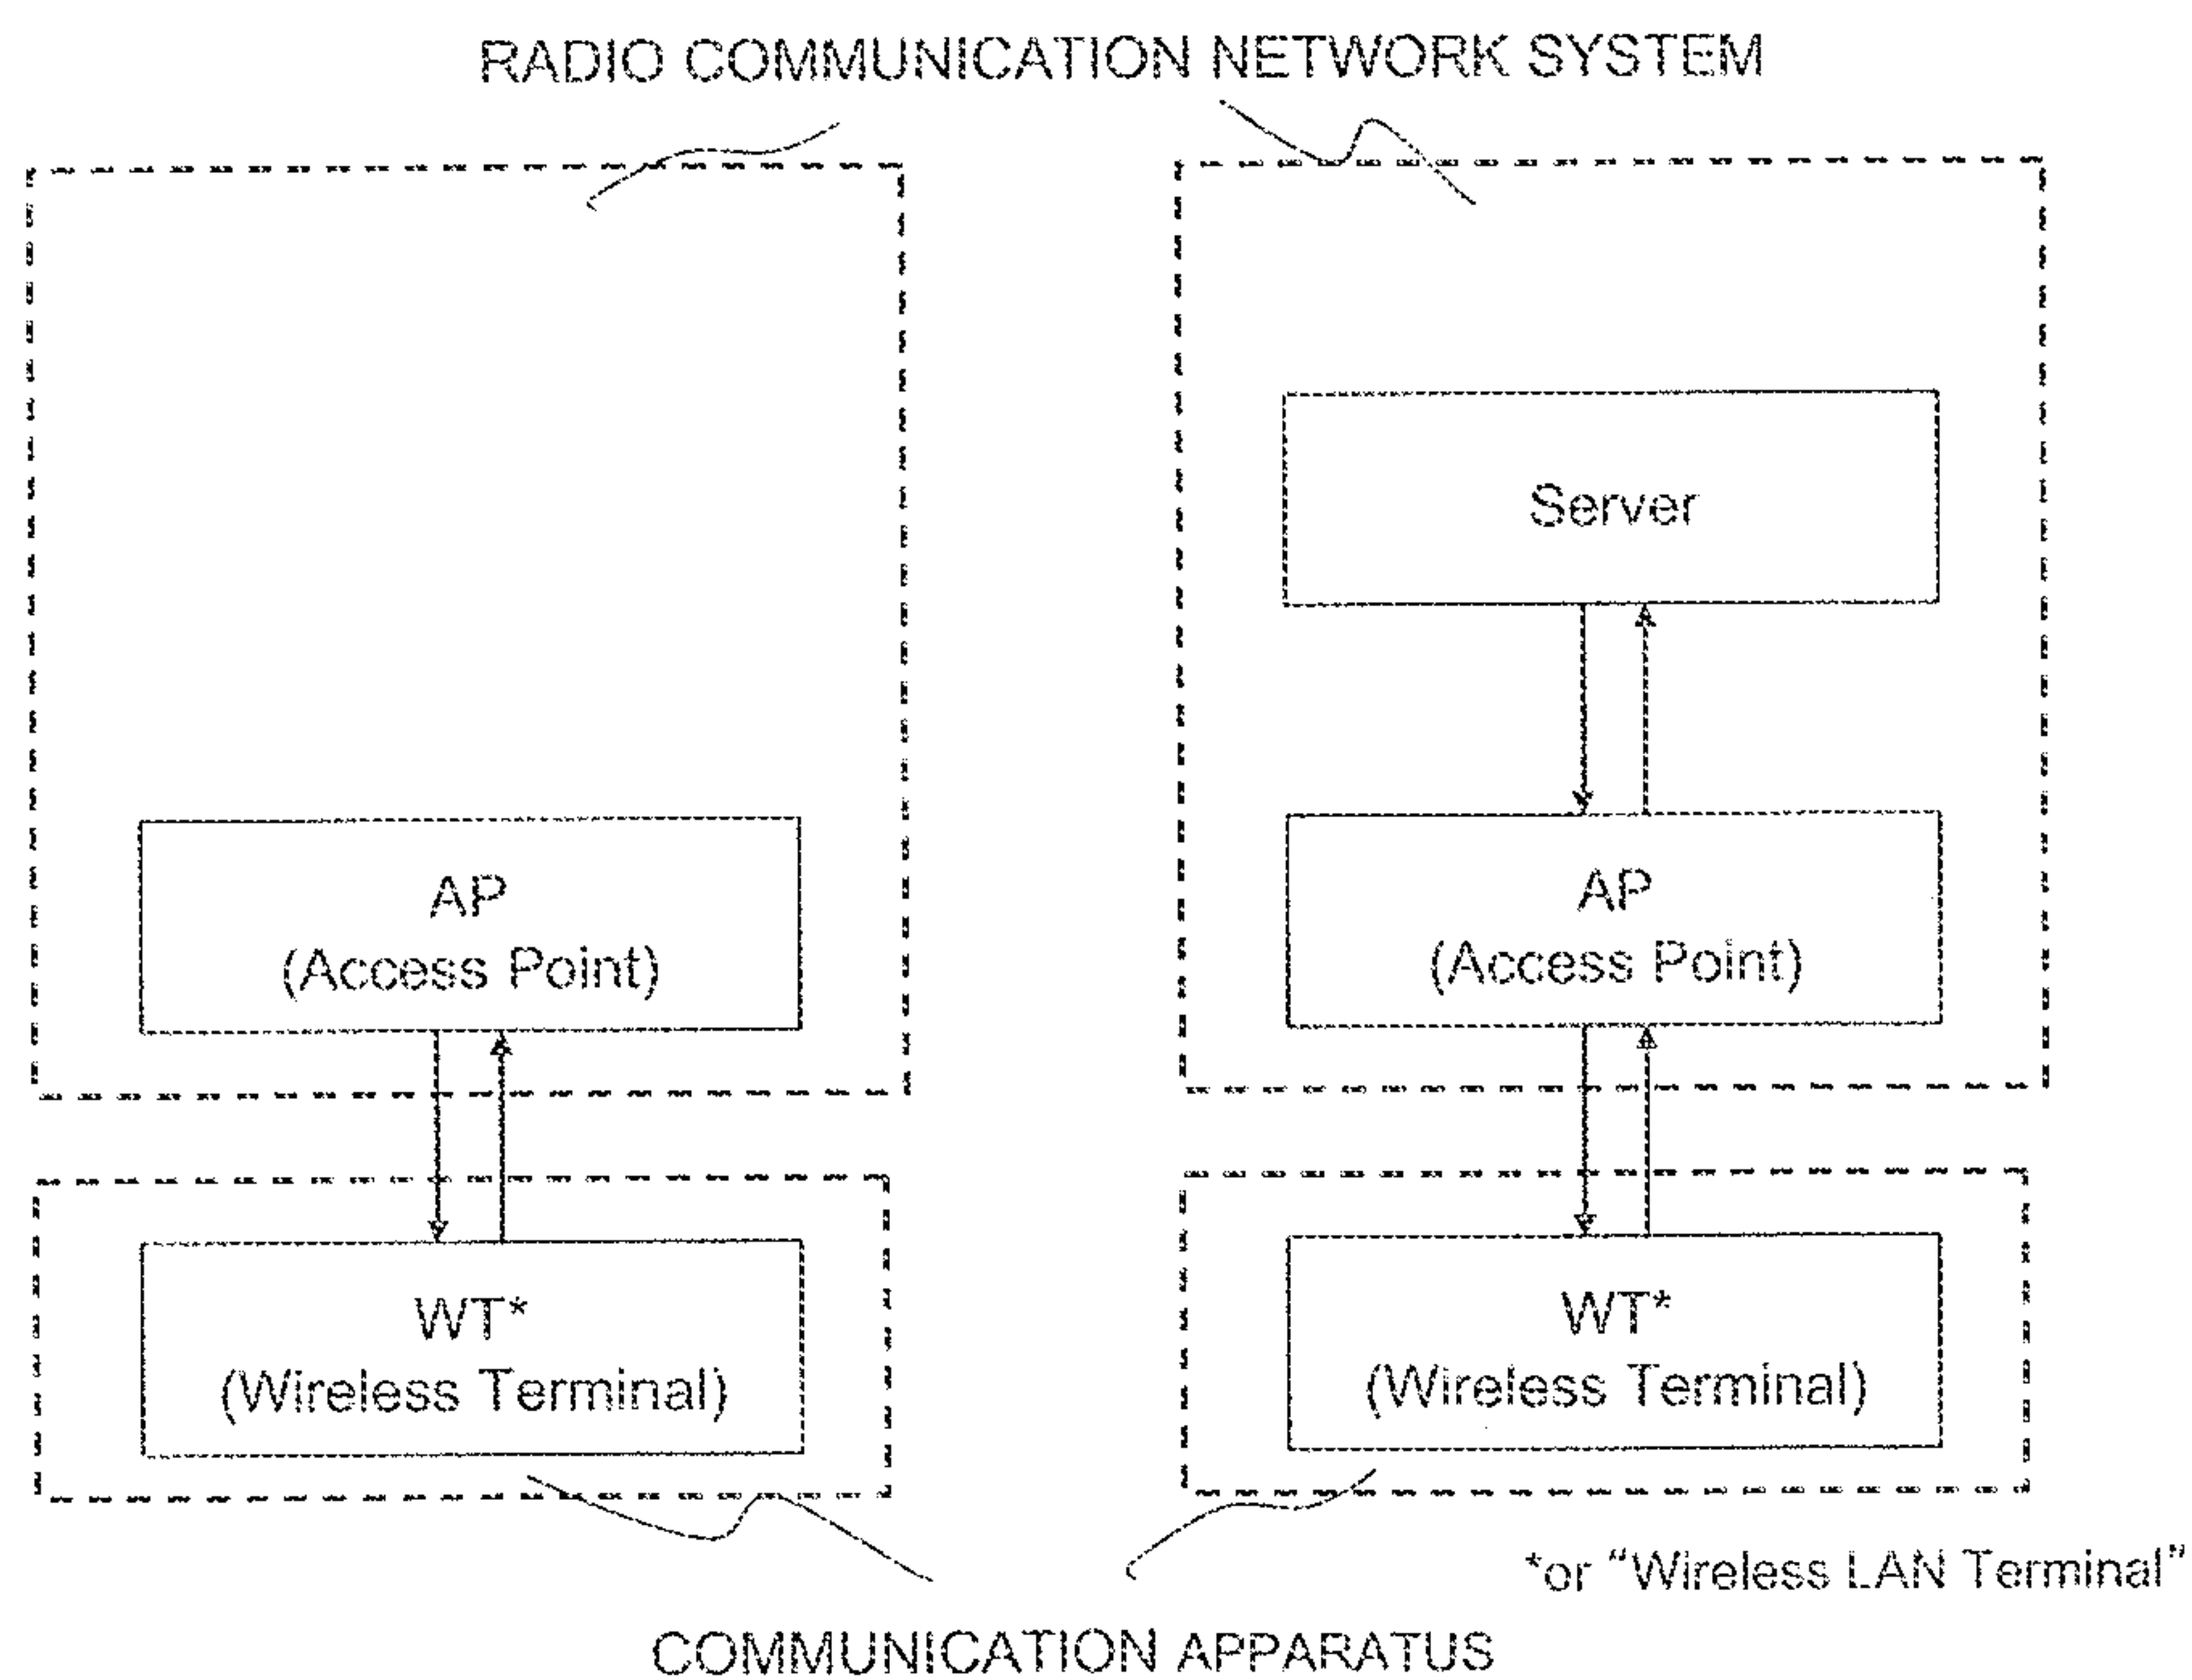 RADIO COMMUNICATION NETWORK SYSTEM
Server
AP
(Access Point)
AP
(Access Point)
WT*
(Wireless Terminal)
WT*
(Wireless Terminal)
*or “Wireless LAN Terminal”
COMMUNICATION APPARATUS